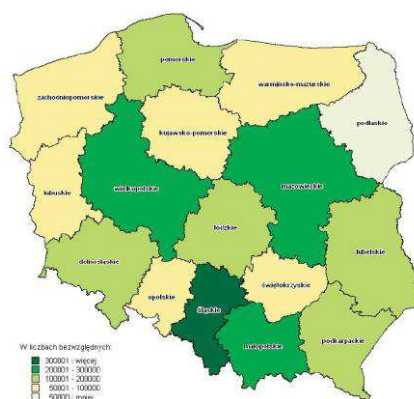 pomorskie
warmińsko-mazurskie
zachodniopomorskie
podlaskie
kujawsko-pomorskie
mazowieckie
lubuskie
wielkopolskie
łódzkie
lubelskie
dolnośląskie
opolskie
śląskie
świętokrzyskie
małopolskie
podkarpackie
W liczbach bezwzględnych:
300001 i więcej
200001 - 300000
100001 - 200000
50001 - 100000
50000 i mniej